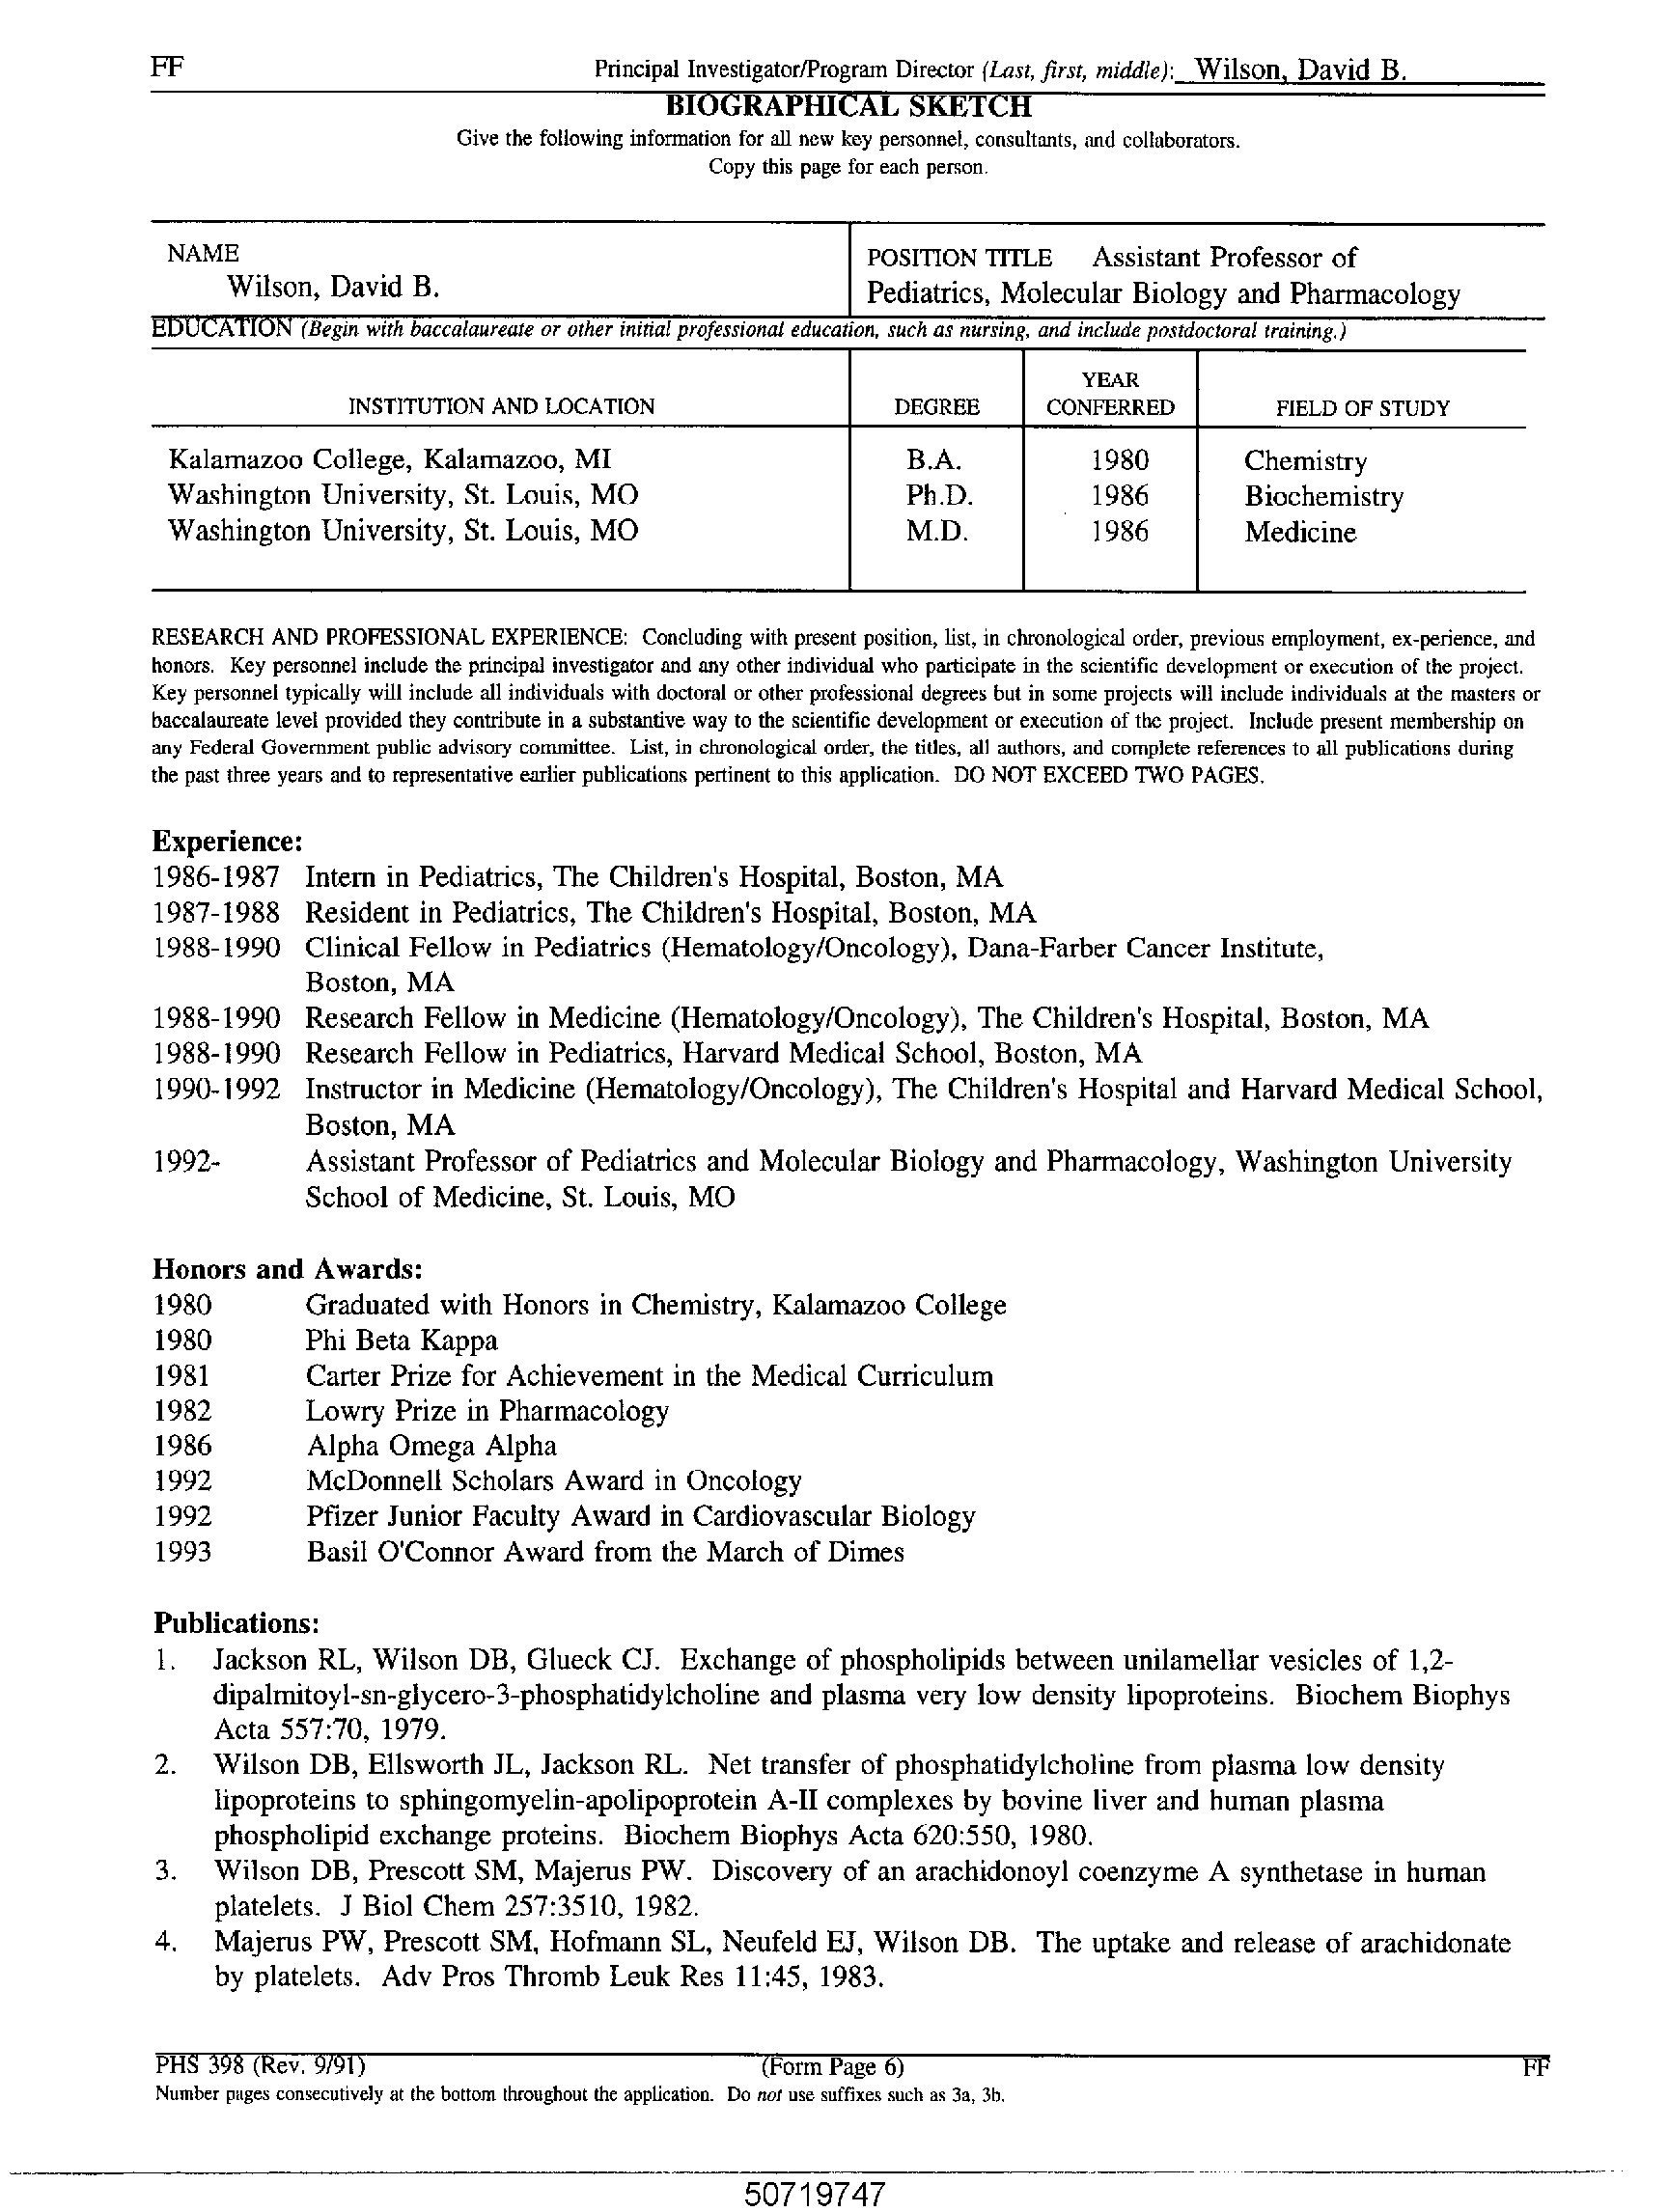 FF Principal Investigator/Program Director (Last, first, middle): Wilson, David B.
BIOGRAPHICAL SKETCH
Give the following information for all new key personnel, consultants, and collaborators.
Copy this page for each person.
NAME
Wilson, David B.
POSITION TITLE Assistant Professor of
Pediatrics, Molecular Biology and Pharmacology
EDUCATION (Begin with baccalaureate or other initial professional education, such as nursing, and include postdoctoral training.)
INSTITUTION AND LOCATION DEGREE YEAR CONFERRED FIELD OF STUDY
Kalamazoo College, Kalamazoo, MI B.A. 1980 Chemistry
Washington University, St. Louis, MO Ph.D. 1986 Biochemistry
Washington University, St. Louis, MO M.D. 1986 Medicine
RESEARCH AND PROFESSIONAL EXPERIENCE: Concluding with present position, list, in chronological order, previous employment, ex-perience, and
honors. Key personnel include the principal investigator and any other individual who participate in the scientific development or execution of the project.
Key personnel typically will include all individuals with doctoral or other professional degrees but in some projects will include individuals at the masters or
baccalaureate level provided they contribute in a substantive way to the scientific development or execution of the project. Include present membership on
any Federal Government public advisory committee. List, in chronological order, the titles, all authors, and complete references to all publications during
the past three years and to representative earlier publications pertinent to this application. DO NOT EXCEED TWO PAGES.
Experience:
1986-1987 Intern in Pediatrics, The Children's Hospital, Boston, MA
1987-1988 Resident in Pediatrics, The Children's Hospital, Boston, MA
1988-1990 Clinical Fellow in Pediatrics (Hematology/Oncology), Dana-Farber Cancer Institute,
Boston, MA
1988-1990 Research Fellow in Medicine (Hematology/Oncology), The Children's Hospital, Boston, MA
1988-1990 Research Fellow in Pediatrics, Harvard Medical School, Boston, MA
1990-1992 Instructor in Medicine (Hematology/Oncology), The Children's Hospital and Harvard Medical School,
Boston, MA
1992- Assistant Professor of Pediatrics and Molecular Biology and Pharmacology, Washington University
School of Medicine, St. Louis, MO
Honors and Awards:
1980 Graduated with Honors in Chemistry, Kalamazoo College
1980 Phi Beta Kappa
1981 Carter Prize for Achievement in the Medical Curriculum
1982 Lowry Prize in Pharmacology
1986 Alpha Omega Alpha
1992 McDonnell Scholars Award in Oncology
1992 Pfizer Junior Faculty Award in Cardiovascular Biology
1993 Basil O'Connor Award from the March of Dimes
Publications:
1. Jackson RL, Wilson DB, Glueck CJ. Exchange of phospholipids between unilamellar vesicles of 1,2-
dipalmitoyl-sn-glycero-3-phosphatidylcholine and plasma very low density lipoproteins. Biochem Biophys
Acta 557:70, 1979.
2. Wilson DB, Ellsworth JL, Jackson RL. Net transfer of phosphatidylcholine from plasma low density
lipoproteins to sphingomyelin-apolipoprotein A-II complexes by bovine liver and human plasma
phospholipid exchange proteins. Biochem Biophys Acta 620:550, 1980.
3. Wilson DB, Prescott SM, Majerus PW. Discovery of an arachidonoyl coenzyme A synthetase in human
platelets. J Biol Chem 257:3510, 1982.
4. Majerus PW, Prescott SM, Hofmann SL, Neufeld EJ, Wilson DB. The uptake and release of arachidonate
by platelets. Adv Pros Thromb Leuk Res 11:45, 1983.
PHS 398 (Rev. 9/91) (Form Page 6) FF
Number pages consecutively at the bottom throughout the application. Do not use suffixes such as 3a, 3b.
50719747